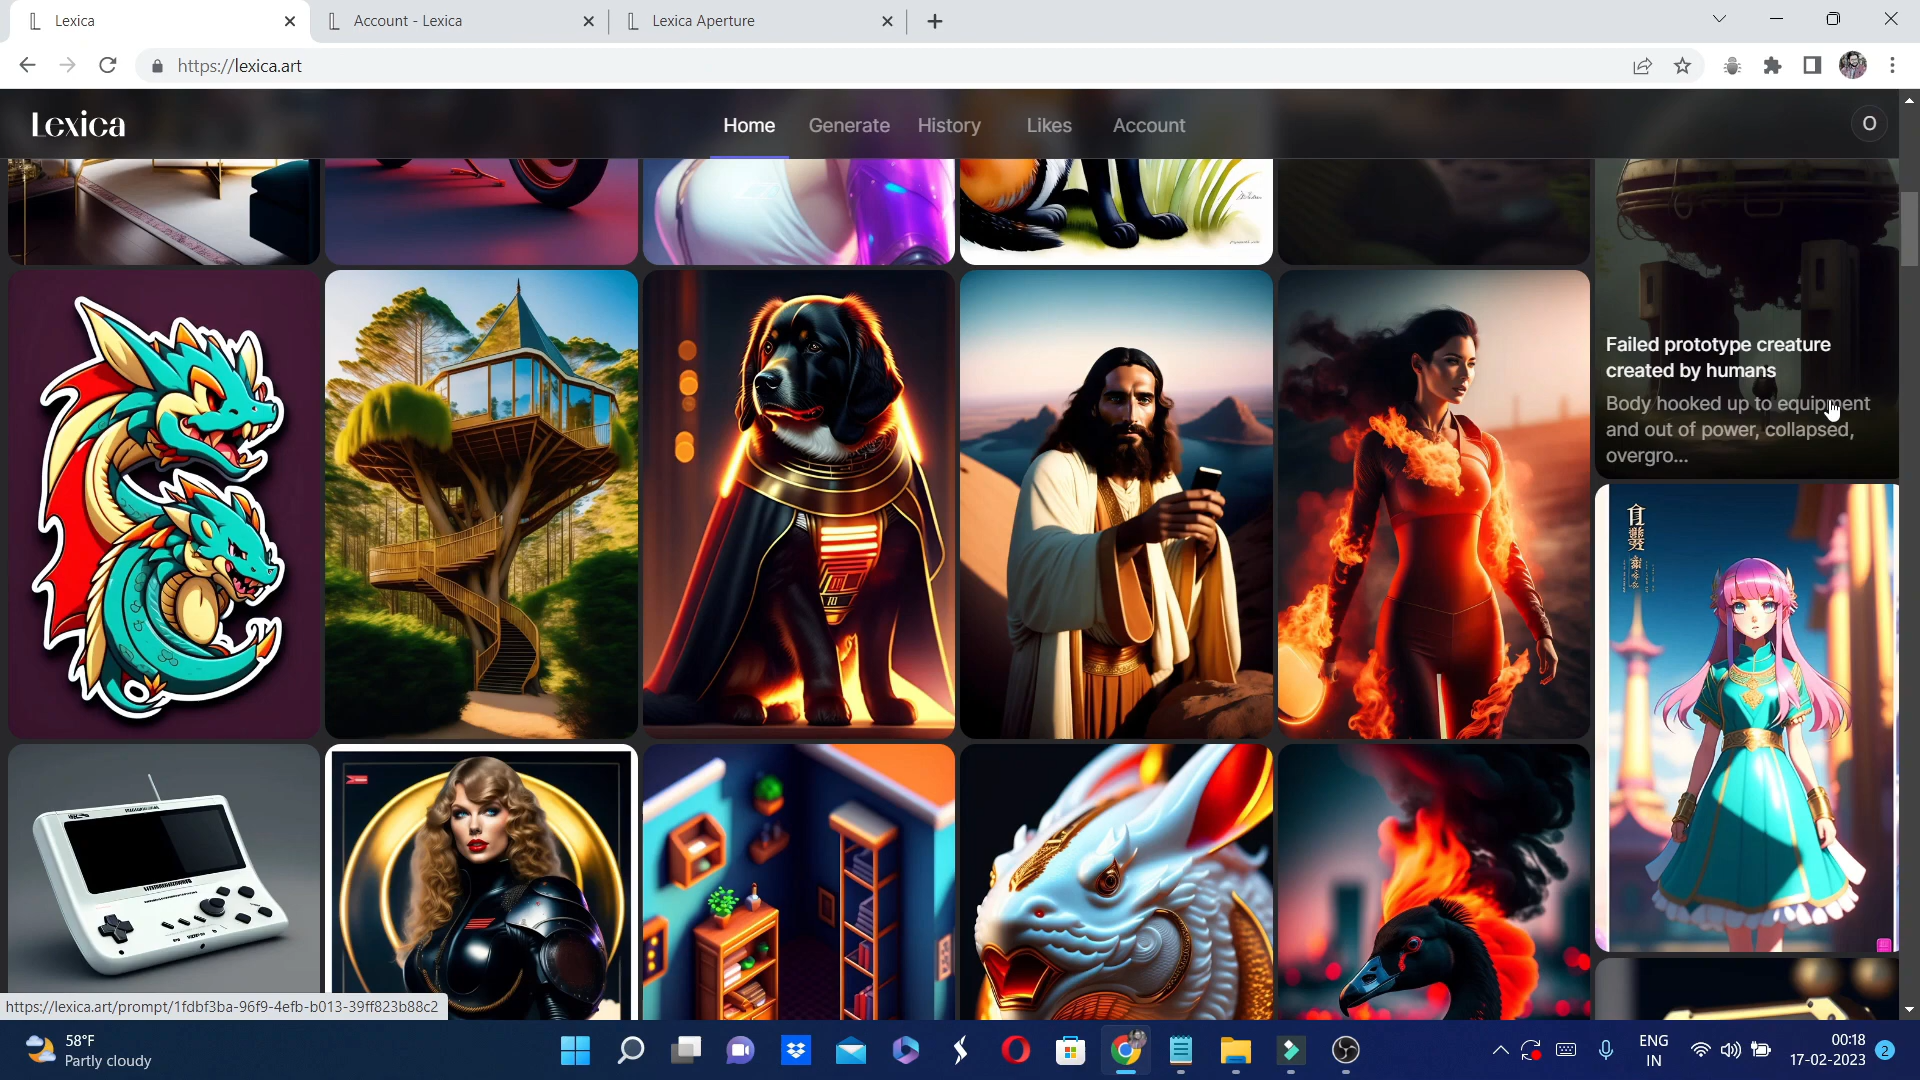 Lexica
Account - Lexica
Lexica Aperture
https://lexica.art
Lexica
Home
Generate
History
Likes
Account
O
Failed prototype creature
created by humans
Body hooked up to equipment
and out of power, collapsed,
overgro...
https://lexica.art/prompt/1fdbf3ba-96f9-4efb-b013-39ff823b88c2
58°F
Partly cloudy
ENG
IN
00:18
17-02-2023
2